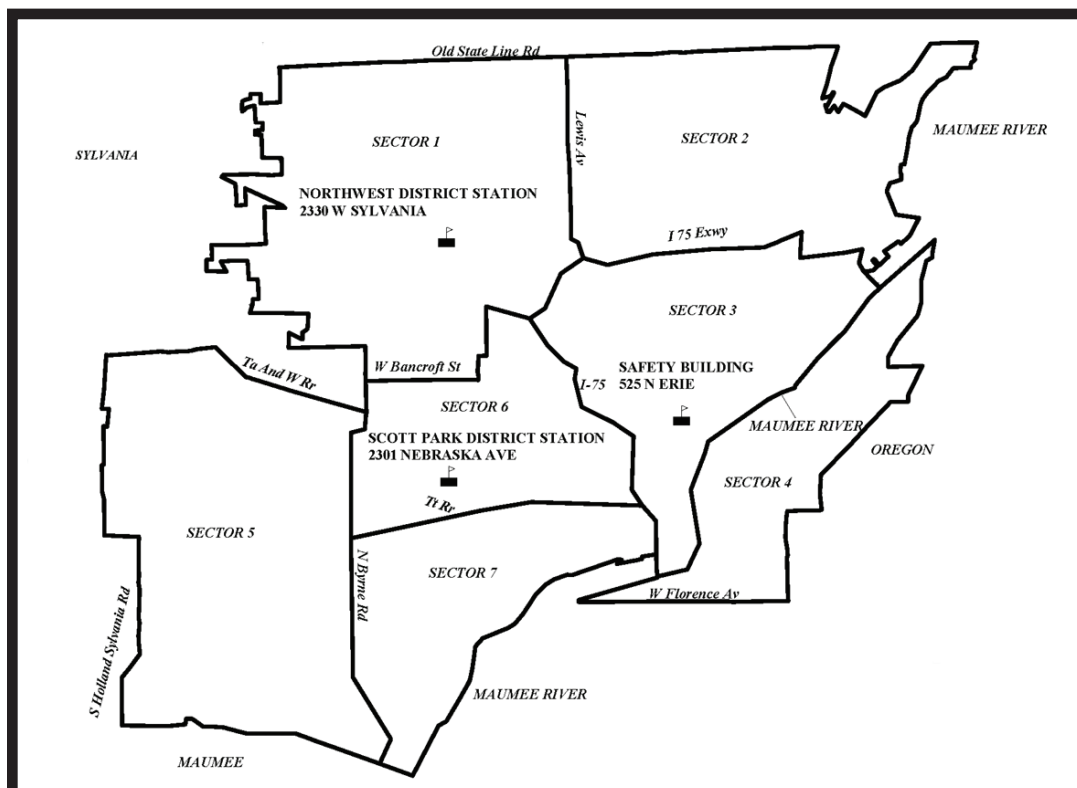 Old State Line Rd
SYLVANIA
SECTOR 1
Lewis Av
SECTOR 2
MAUMEE RIVER
NORTHWEST DISTRICT STATION
2330 W SYLVANIA
I 75 Exwy
SECTOR 3
Ta And W Rr
W Bancroft St
I-75
SAFETY BUILDING
525 N ERIE
SECTOR 6
MAUMEE RIVER
OREGON
SCOTT PARK DISTRICT STATION
2301 NEBRASKA AVE
SECTOR 4
Tt Rr
SECTOR 5
N Byrne Rd
SECTOR 7
W Florence Av
S Holland Sylvania Rd
MAUMEE RIVER
MAUMEE